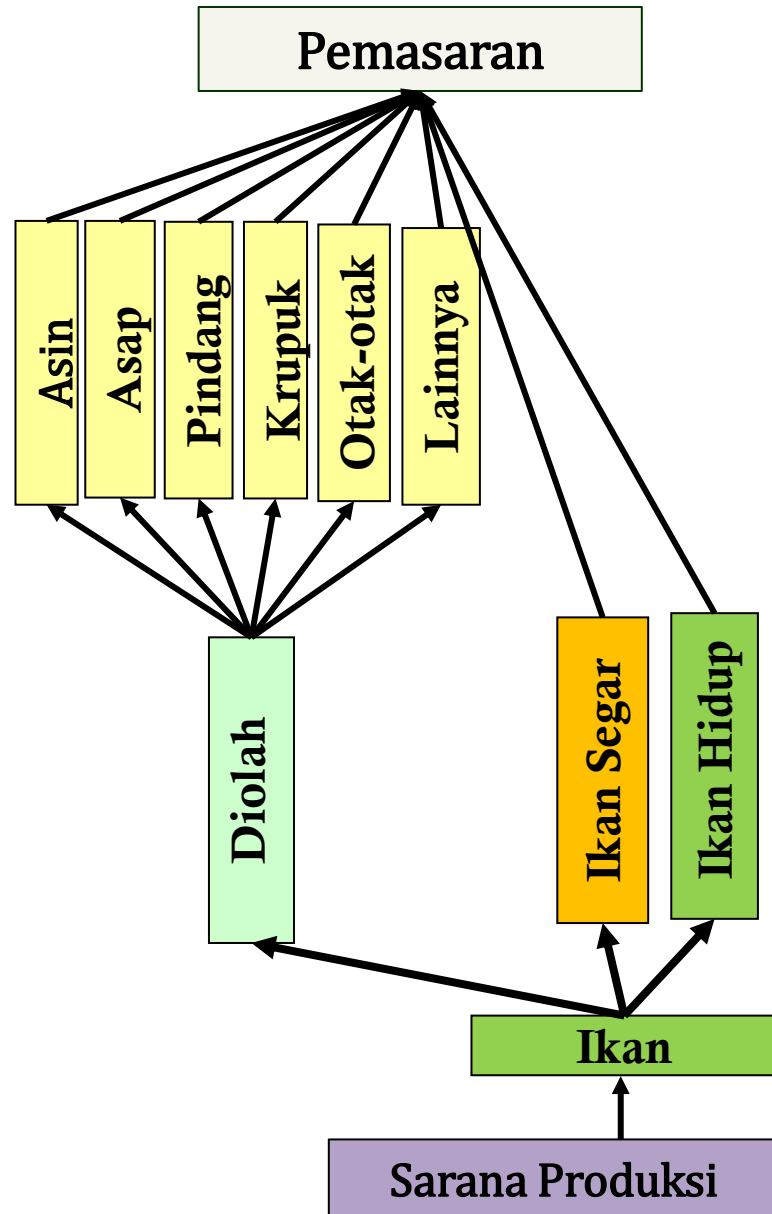 Pemasaran
Asin
Asap
Pindang
Krupuk
Otak-otak
Lainnya
Diolah
Ikan Segar
Ikan Hidup
Ikan
Sarana Produksi